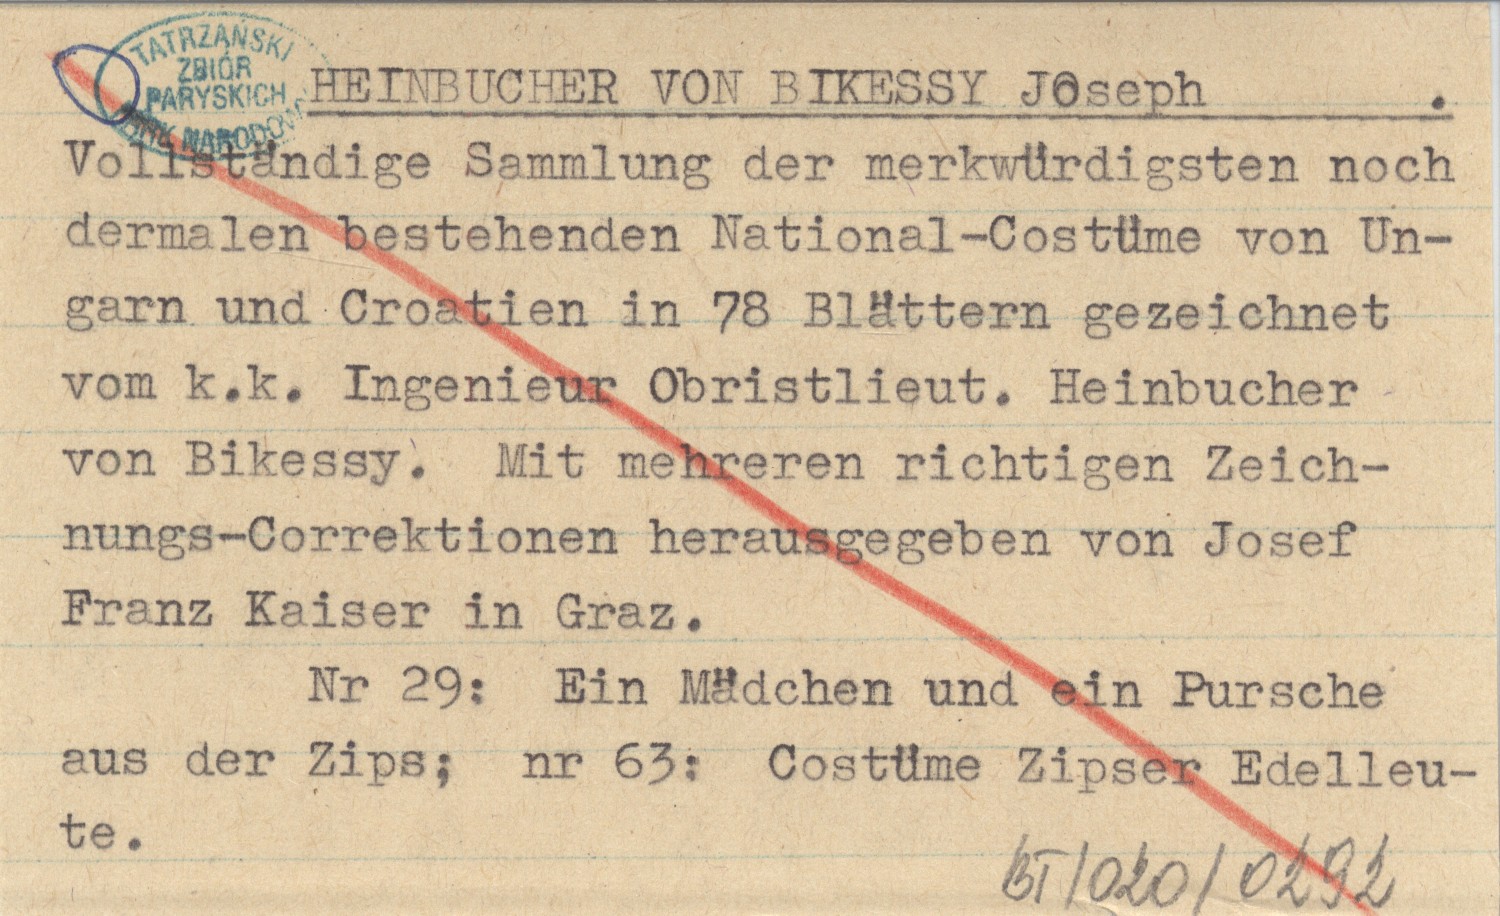 TATRZAŃSKI
ZBIÓR
PARYSKICH
HEINBUCHER VON BIKESSY Joseph .
Vollständige Sammlung der merkwürdigsten noch
dermalen bestehenden National-Costüme von Un-
garn und Croatien in 78 Blättern gezeichnet
vom k.k. Ingenieur Obristlieut. Heinbucher
von Bikessy. Mit mehreren richtigen Zeich-
nungs-Correktionen herausgegeben von Josef
Franz Kaiser in Graz.
Nr 29: Ein Mädchen und ein Pursche
aus der Zips; nr 63: Costüme Zipser Edelleu-
te.
BT/020/0292